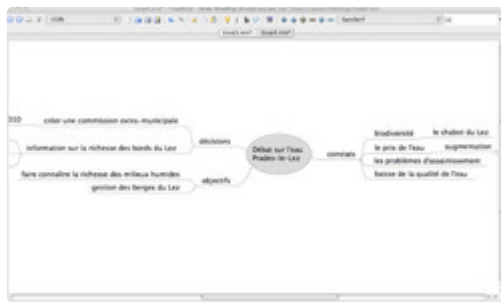 010
créer une commission extra-municipale
information sur la richesse des bords du Lez
décisions
faire connaître la richesse des milieux humides
gestion des berges du Lez
objectifs
Débat sur l'eau
Prades-le-Lez
constats
biodiversité
le chabot du Lez
le prix de l'eau
augmentation
les problèmes d'assainissement
baisse de la qualité de l'eau